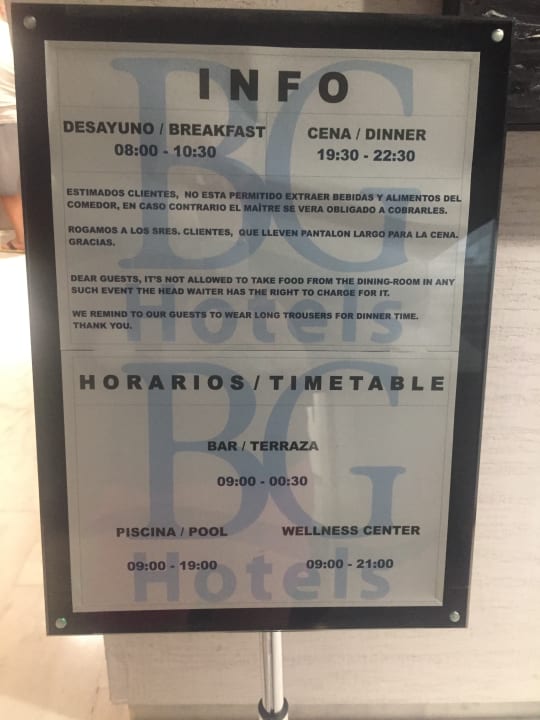 INFO
DESAYUNO / BREAKFAST
08:00 - 10:30
CENA / DINNER
19:30 - 22:30
ESTIMADOS CLIENTES, NO ESTA PERMITIDO EXTRAER BEBIDAS Y ALIMENTOS DEL
COMEDOR, EN CASO CONTRARIO EL MAÎTRE SE VERA OBLIGADO A COBRARLES.
ROGAMOS A LOS SRES. CLIENTES, QUE LLEVEN PANTALON LARGO PARA LA CENA.
GRACIAS.
DEAR GUESTS, IT'S NOT ALLOWED TO TAKE FOOD FROM THE DINING-ROOM IN ANY
SUCH EVENT THE HEAD WAITER HAS THE RIGHT TO CHARGE FOR IT.
WE REMIND TO OUR GUESTS TO WEAR LONG TROUSERS FOR DINNER TIME.
THANK YOU.
BG
Hotels
HORARIOS / TIMETABLE
BAR / TERRAZA
09:00 - 00:30
PISCINA / POOL
09:00 - 19:00
WELLNESS CENTER
09:00 - 21:00
BG
Hotels